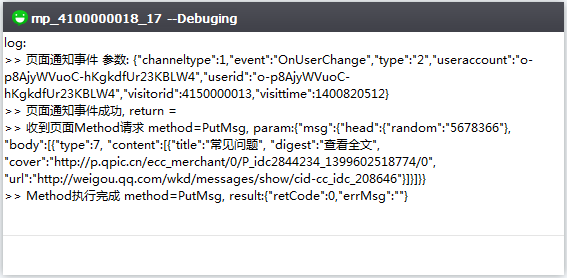 mp_4100000018_17 --Debuging
log:
>> 页面通知事件 参数: {"channeltype":1,"event":"OnUserChange","type":"2","useraccount":"o-
p8AjyWVuoC-hKgkdfUr23KBLW4","userid":"o-p8AjyWVuoC-
hKgkdfUr23KBLW4","visitorid":4150000013,"visittime":1400820512}
>> 页面通知事件成功, return =
>> 收到页面Method请求 method=PutMsg, param:{"msg":{"head":{"random":"5678366"},
"body":[{"type":7, "content":[{"title":"常见问题", "digest":"查看全文",
"cover":"http://p.qpic.cn/ecc_merchant/0/P_idc2844234_1399602518774/0",
"url":"http://weigou.qq.com/wkd/messages/show/cid-cc_idc_208646"}]}]}}
>> Method执行完成 method=PutMsg, result:{"retCode":0,"errMsg":""}